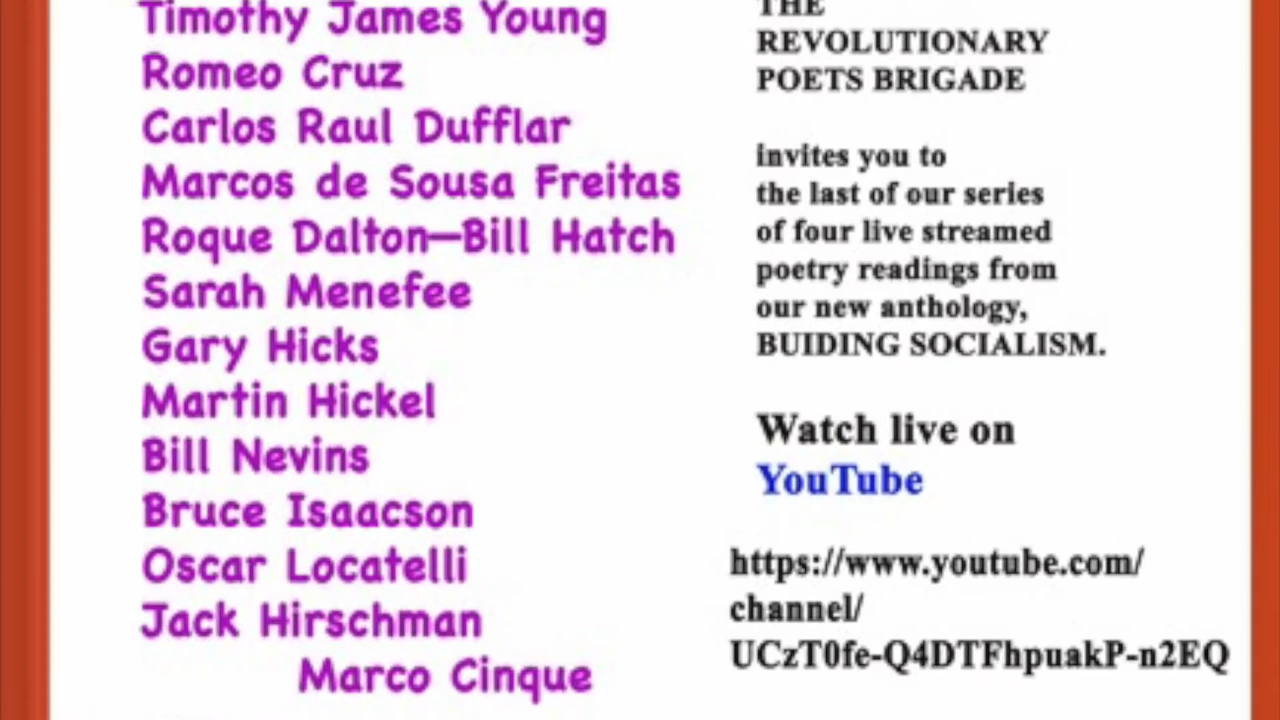 Timothy James Young
Romeo Cruz
Carlos Raul Dufflar
Marcos de Sousa Freitas
Roque Dalton—Bill Hatch
Sarah Menefee
Gary Hicks
Martin Hickel
Bill Nevins
Bruce Isaacson
Oscar Locatelli
Jack Hirschman
Marco Cinque
THE
REVOLUTIONARY
POETS BRIGADE
invites you to
the last of our series
of four live streamed
poetry readings from
our new anthology,
BUIDING SOCIALISM.
Watch live on
YouTube
https://www.youtube.com/
channel/
UCzT0fe-Q4DTFhpuakP-n2EQ